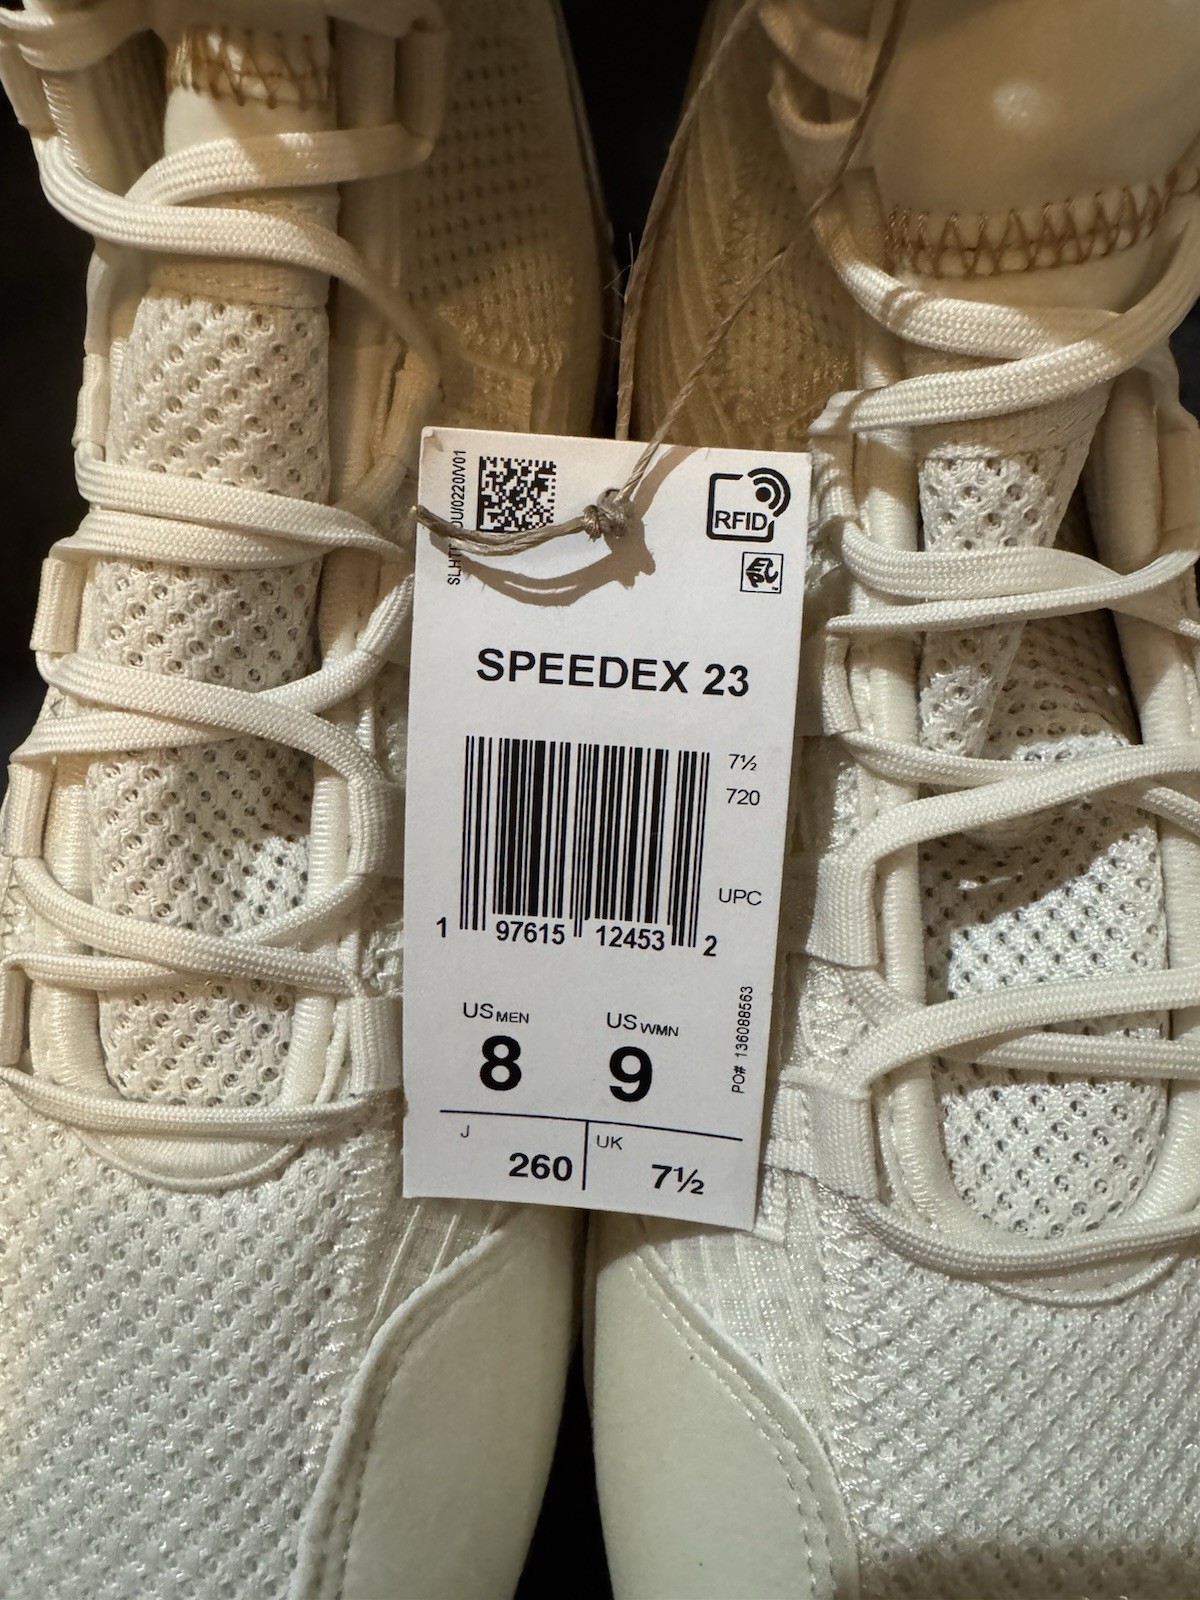 RFID
EPC
SPEEDEX 23
7½
720
UPC
1 97615 12453 2
US MEN
8
US WMN
9
PO# 136088563
J
260
UK
7½